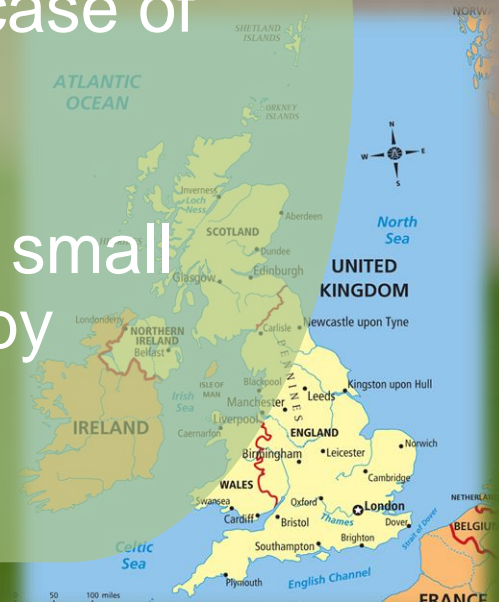 case of
SHETLAND
ISLANDS
NORW
ATLANTIC
OCEAN
ORKNEY
ISLANDS
N
W E
S
Inverness
Loch
Ness
Aberdeen
North
Sea
SCOTLAND
small
Dundee
Glasgow
Edinburgh
UNITED
KINGDOM
by
Londonderry
NORTHERN
IRELAND
Belfast
Carlisle
Newcastle upon Tyne
PENNINES
ISLE OF
MAN
Irish
Sea
Blackpool
Leeds
Kingston upon Hull
Manchester
Liverpool
IRELAND
Caernarfon
ENGLAND
Norwich
Birmingham
Leicester
Cambridge
WALES
Swansea
Oxford
London
NETHERLAN
Cardiff
Bristol
Thames
Dover
Strait of Dover
BELGIU
Celtic
Sea
Southampton
Brighton
Plymouth
English Channel
0 50 100 miles
FRANCE